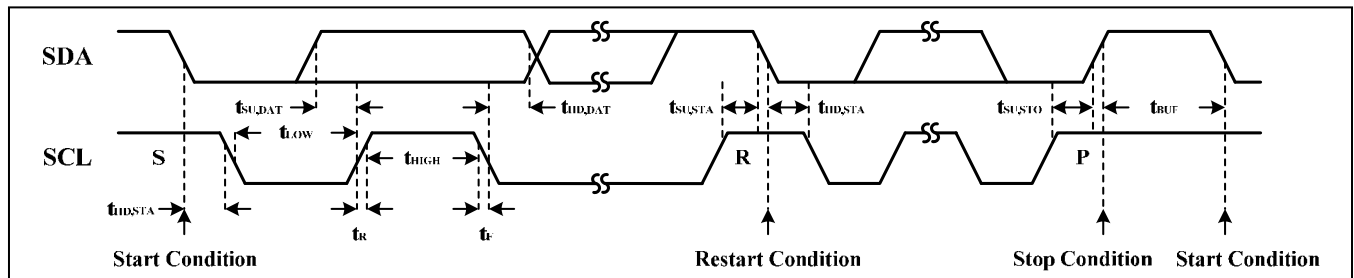 SDA
tSU,DAT
tHD,DAT
tSU,STA
tHD,STA
tSU,STO
tBUF
tLOW
SCL
S
tHIGH
R
P
tHD,STA
tR
tF
Start Condition
Restart Condition
Stop Condition
Start Condition